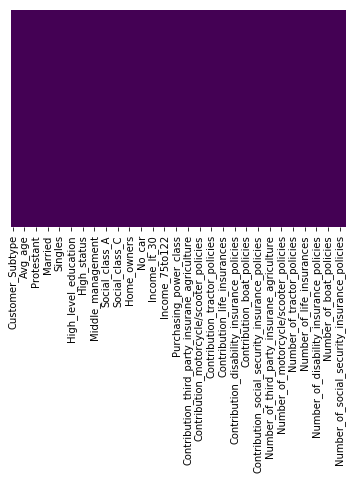 Customer_Subtype
Avg_age
Protestant
Married
Singles
High_level_education
High_status
Middle_management
Social_class_A
Social_class_C
Home_owners
No_car
Income_lt_30
Income_75to122
Purchasing_power_class
Contribution_third_party_insurane_agriculture
Contribution_motorcycle/scooter_policies
Contribution_tractor_policies
Contribution_life_insurances
Contribution_disability_insurance_policies
Contribution_boat_policies
Contribution_social_security_insurance_policies
Number_of_third_party_insurane_agriculture
Number_of_motorcycle/scooter_policies
Number_of_tractor_policies
Number_of_life_insurances
Number_of_disability_insurance_policies
Number_of_boat_policies
Number_of_social_security_insurance_policies